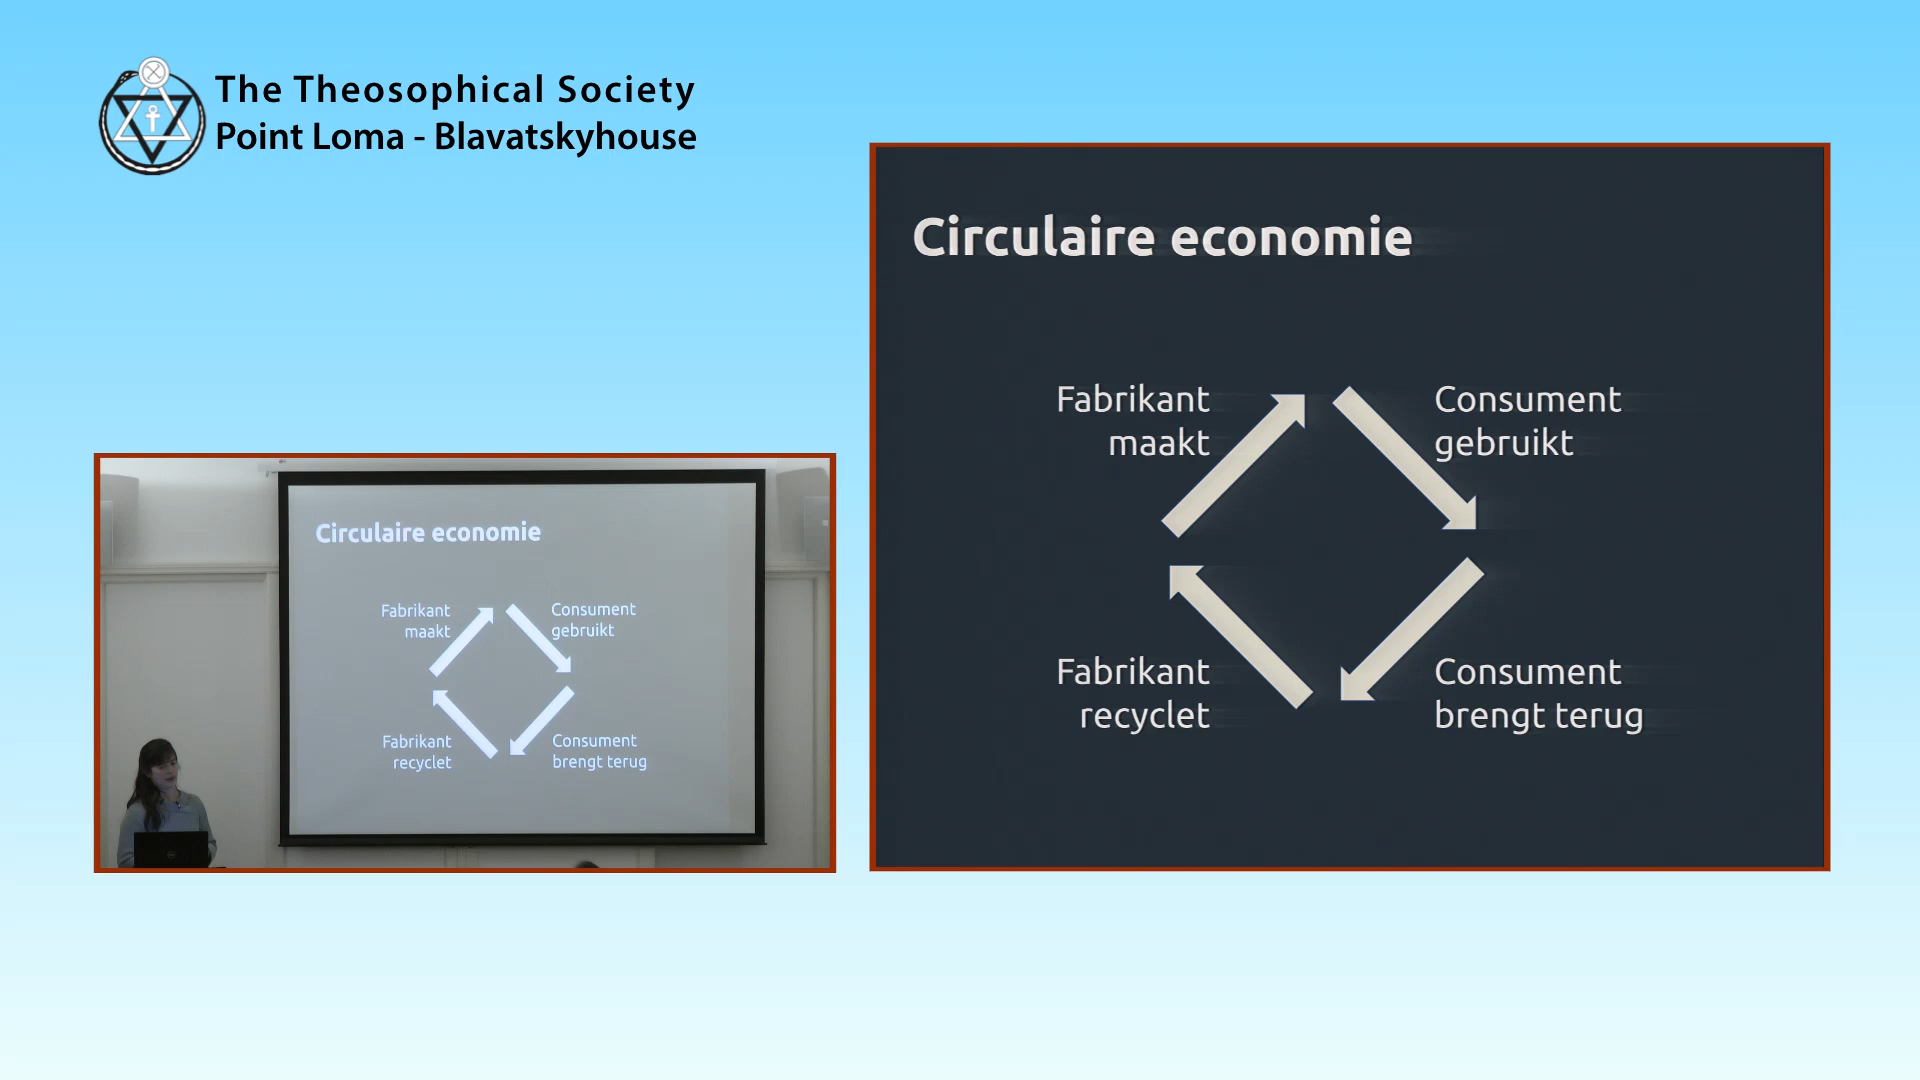 The Theosophical Society
Point Loma - Blavatskyhouse
Circulaire economie
Fabrikant
maakt
Consument
gebruikt
Fabrikant
recyclet
Consument
brengt terug
Circulaire economie
Fabrikant
maakt
Consument
gebruikt
Fabrikant
recyclet
Consument
brengt terug